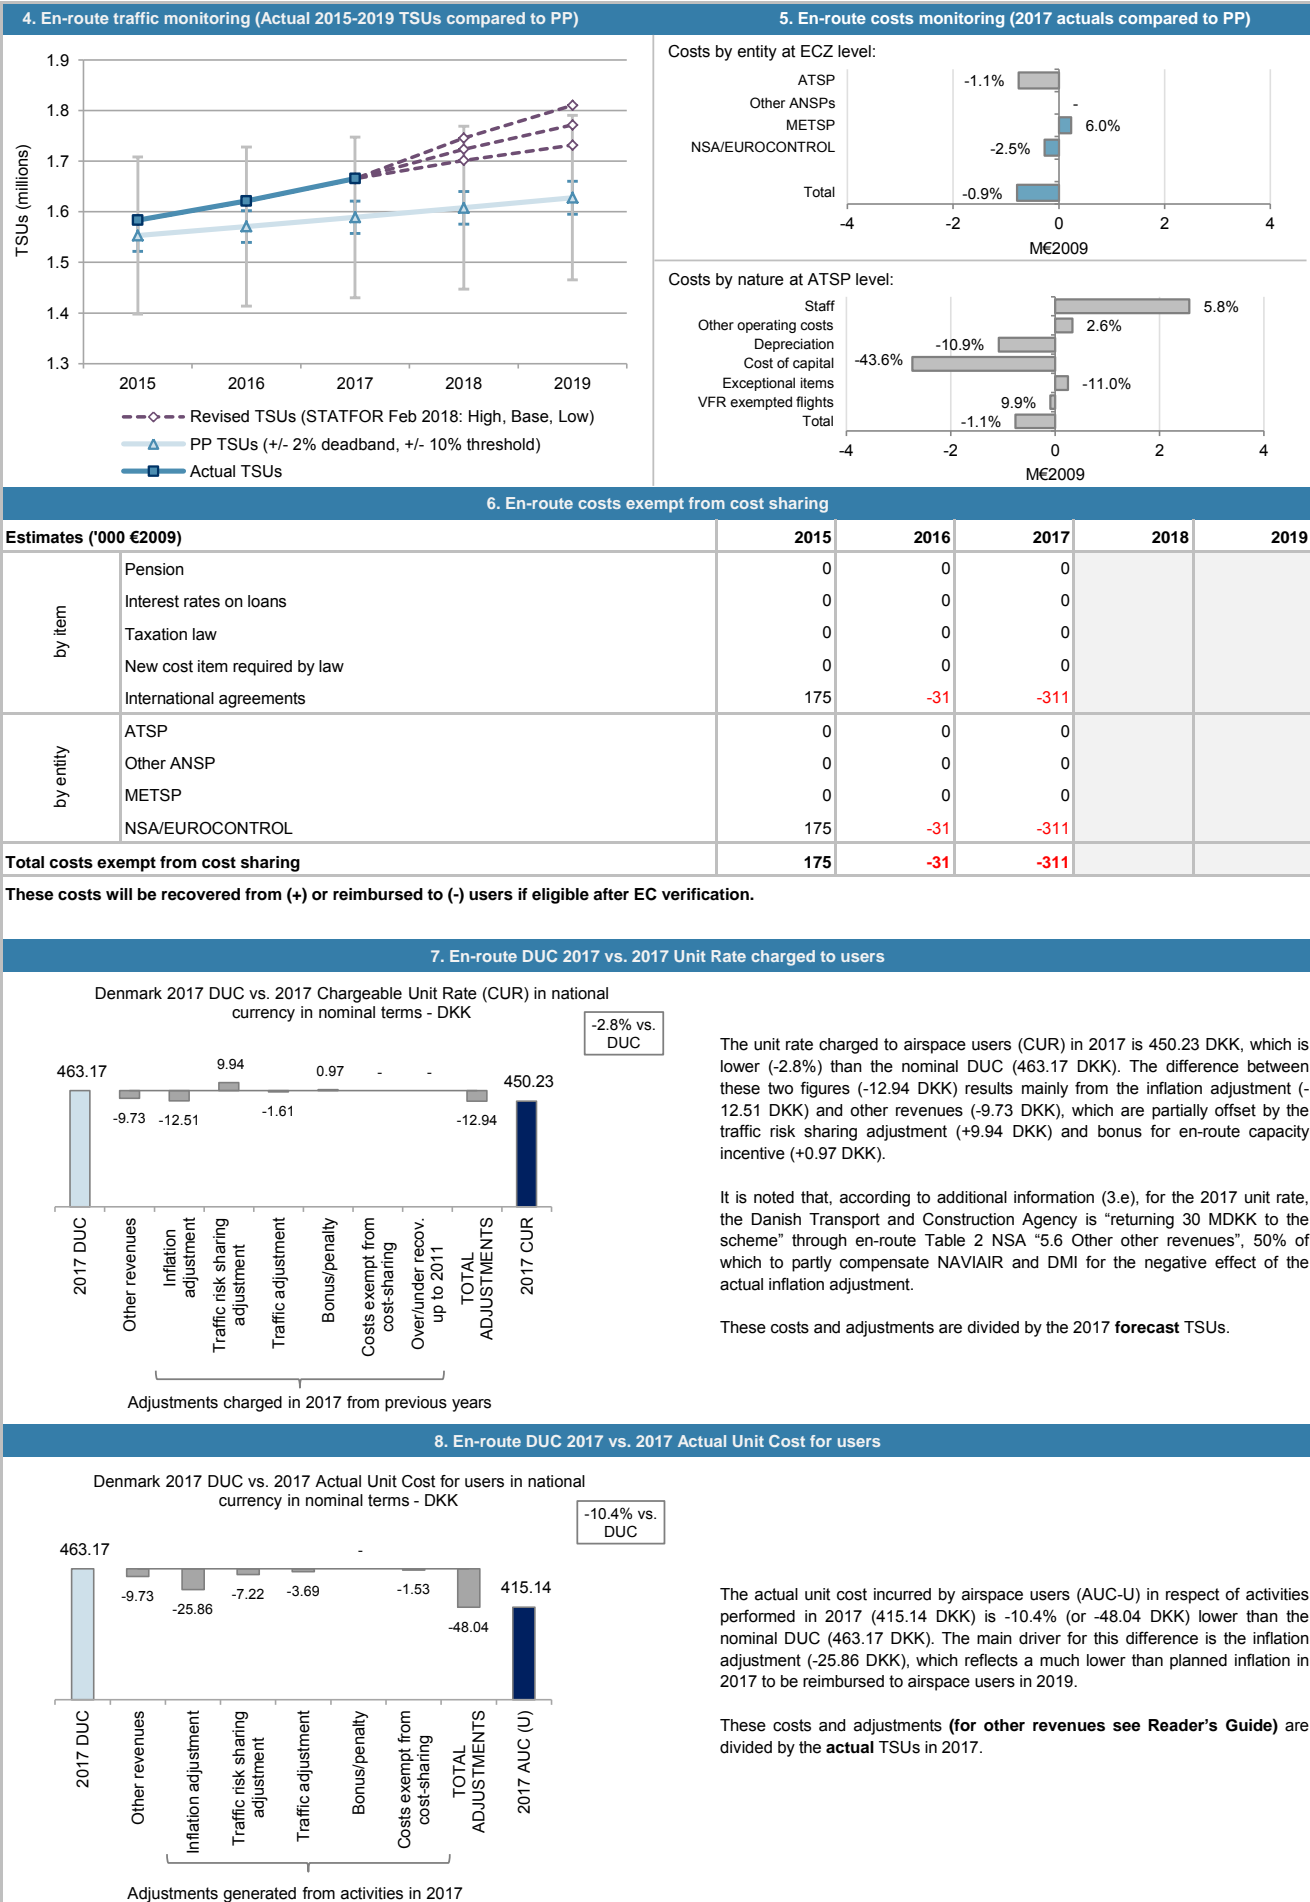 4. En-route traffic monitoring (Actual 2015-2019 TSUs compared to PP)
1.9
1.8
1.7
1.6
1.5
1.4
1.3
TSUs (millions)
2015 2016 2017 2018 2019
Revised TSUs (STATFOR Feb 2018: High, Base, Low)
PP TSUs (+/- 2% deadband, +/- 10% threshold)
Actual TSUs
5. En-route costs monitoring (2017 actuals compared to PP)
Costs by entity at ECZ level:
ATSP -1.1%
Other ANSPs -
METSP 6.0%
NSA/EUROCONTROL -2.5%
Total -0.9%
-4 -2 0 2 4
M€2009
Costs by nature at ATSP level:
Staff 5.8%
Other operating costs 2.6%
Depreciation -10.9%
Cost of capital -43.6%
Exceptional items -11.0%
VFR exempted flights 9.9%
Total -1.1%
-4 -2 0 2 4
M€2009
6. En-route costs exempt from cost sharing
Estimates ('000 €2009) 2015 2016 2017 2018 2019
by item
Pension 0 0 0
Interest rates on loans 0 0 0
Taxation law 0 0 0
New cost item required by law 0 0 0
International agreements 175 -31 -311
by entity
ATSP 0 0 0
Other ANSP 0 0 0
METSP 0 0 0
NSA/EUROCONTROL 175 -31 -311
Total costs exempt from cost sharing 175 -31 -311
These costs will be recovered from (+) or reimbursed to (-) users if eligible after EC verification.
7. En-route DUC 2017 vs. 2017 Unit Rate charged to users
Denmark 2017 DUC vs. 2017 Chargeable Unit Rate (CUR) in national
currency in nominal terms - DKK
-2.8% vs.
DUC
463.17 -9.73 -12.51 9.94 -1.61 0.97 - - -12.94 450.23
2017 DUC
Other revenues
Inflation
adjustment
Traffic risk sharing
adjustment
Traffic adjustment
Bonus/penalty
Costs exempt from
cost-sharing
Over/under recov.
up to 2011
TOTAL
ADJUSTMENTS
2017 CUR
Adjustments charged in 2017 from previous years
The unit rate charged to airspace users (CUR) in 2017 is 450.23 DKK, which is
lower (-2.8%) than the nominal DUC (463.17 DKK). The difference between
these two figures (-12.94 DKK) results mainly from the inflation adjustment (-
12.51 DKK) and other revenues (-9.73 DKK), which are partially offset by the
traffic risk sharing adjustment (+9.94 DKK) and bonus for en-route capacity
incentive (+0.97 DKK).
It is noted that, according to additional information (3.e), for the 2017 unit rate,
the Danish Transport and Construction Agency is “returning 30 MDKK to the
scheme” through en-route Table 2 NSA “5.6 Other other revenues”, 50% of
which to partly compensate NAVIAIR and DMI for the negative effect of the
actual inflation adjustment.
These costs and adjustments are divided by the 2017 forecast TSUs.
8. En-route DUC 2017 vs. 2017 Actual Unit Cost for users
Denmark 2017 DUC vs. 2017 Actual Unit Cost for users in national
currency in nominal terms - DKK
-10.4% vs.
DUC
463.17 -9.73 -25.86 -7.22 -3.69 - -1.53 -48.04 415.14
2017 DUC
Other revenues
Inflation adjustment
Traffic risk sharing
adjustment
Traffic adjustment
Bonus/penalty
Costs exempt from
cost-sharing
TOTAL
ADJUSTMENTS
2017 AUC (U)
Adjustments generated from activities in 2017
The actual unit cost incurred by airspace users (AUC-U) in respect of activities
performed in 2017 (415.14 DKK) is -10.4% (or -48.04 DKK) lower than the
nominal DUC (463.17 DKK). The main driver for this difference is the inflation
adjustment (-25.86 DKK), which reflects a much lower than planned inflation in
2017 to be reimbursed to airspace users in 2019.
These costs and adjustments (for other revenues see Reader’s Guide) are
divided by the actual TSUs in 2017.